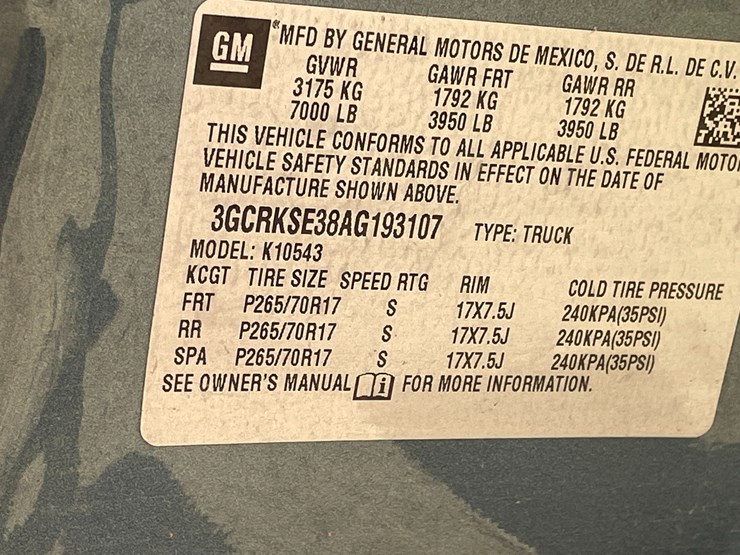 GM
MFD BY GENERAL MOTORS DE MEXICO, S. DE R.L. DE C.V.
GVWR GAWR FRT GAWR RR
3175 KG 1792 KG 1792 KG
7000 LB 3950 LB 3950 LB
THIS VEHICLE CONFORMS TO ALL APPLICABLE U.S. FEDERAL MOTO
VEHICLE SAFETY STANDARDS IN EFFECT ON THE DATE OF
MANUFACTURE SHOWN ABOVE.
3GCRKSE38AG193107 TYPE: TRUCK
MODEL: K10543
KCGT TIRE SIZE SPEED RTG RIM COLD TIRE PRESSURE
FRT P265/70R17 S 17X7.5J 240KPA(35PSI)
RR P265/70R17 S 17X7.5J 240KPA(35PSI)
SPA P265/70R17 S 17X7.5J 240KPA(35PSI)
SEE OWNER'S MANUAL i FOR MORE INFORMATION.